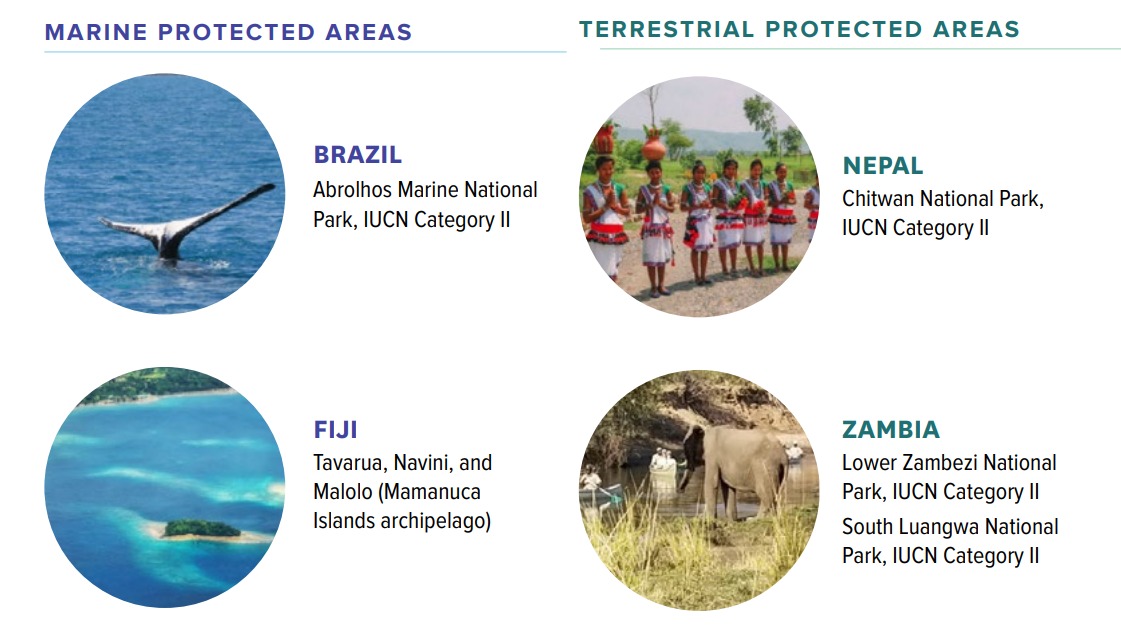 MARINE PROTECTED AREAS
BRAZIL
Abrolhos Marine National
Park, IUCN Category II
FIJI
Tavarua, Navini, and
Malolo (Mamanuca
Islands archipelago)
TERRESTRIAL PROTECTED AREAS
NEPAL
Chitwan National Park,
IUCN Category II
ZAMBIA
Lower Zambezi National
Park, IUCN Category II
South Luangwa National
Park, IUCN Category II